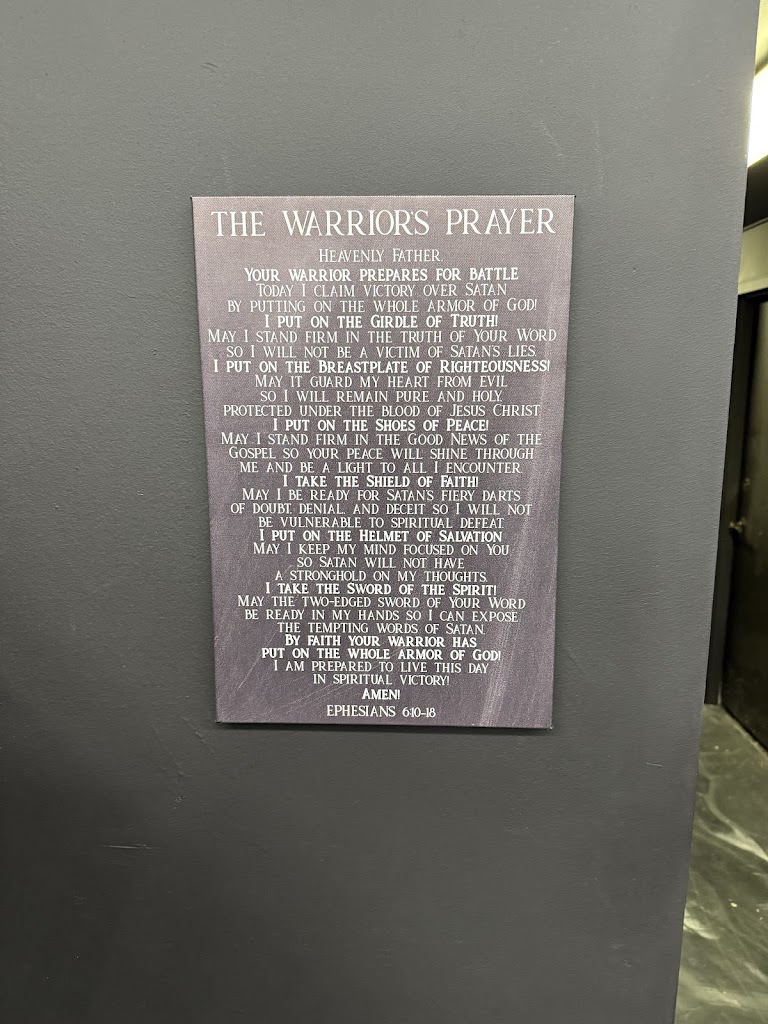 THE WARRIOR'S PRAYER
HEAVENLY FATHER,
YOUR WARRIOR PREPARES FOR BATTLE
TODAY I CLAIM VICTORY OVER SATAN
BY PUTTING ON THE WHOLE ARMOR OF GOD!
I PUT ON THE GIRDLE OF TRUTH!
MAY I STAND FIRM IN THE TRUTH OF YOUR WORD
SO I WILL NOT BE A VICTIM OF SATAN'S LIES.
I PUT ON THE BREASTPLATE OF RIGHTEOUSNESS!
MAY IT GUARD MY HEART FROM EVIL
SO I WILL REMAIN PURE AND HOLY,
PROTECTED UNDER THE BLOOD OF JESUS CHRIST.
I PUT ON THE SHOES OF PEACE!
MAY I STAND FIRM IN THE GOOD NEWS OF THE
GOSPEL SO YOUR PEACE WILL SHINE THROUGH
ME AND BE A LIGHT TO ALL I ENCOUNTER.
I TAKE THE SHIELD OF FAITH!
MAY I BE READY FOR SATAN'S FIERY DARTS
OF DOUBT, DENIAL, AND DECEIT SO I WILL NOT
BE VULNERABLE TO SPIRITUAL DEFEAT.
I PUT ON THE HELMET OF SALVATION
MAY I KEEP MY MIND FOCUSED ON YOU
SO SATAN WILL NOT HAVE
A STRONGHOLD ON MY THOUGHTS.
I TAKE THE SWORD OF THE SPIRIT!
MAY THE TWO-EDGED SWORD OF YOUR WORD
BE READY IN MY HANDS SO I CAN EXPOSE
THE TEMPTING WORDS OF SATAN.
BY FAITH YOUR WARRIOR HAS
PUT ON THE WHOLE ARMOR OF GOD!
I AM PREPARED TO LIVE THIS DAY
IN SPIRITUAL VICTORY!
AMEN!
EPHESIANS 6:10-18